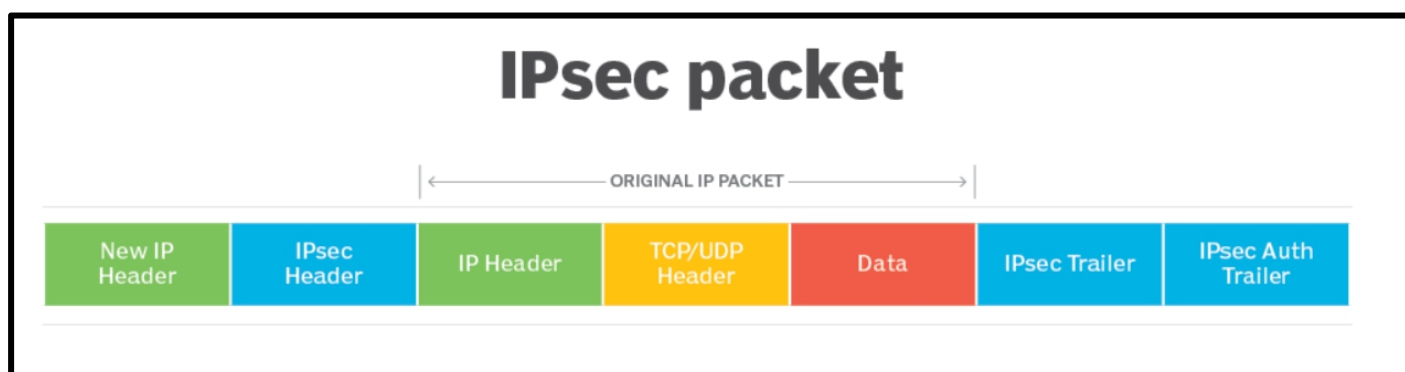 IPsec packet
ORIGINAL IP PACKET
New IP
Header
IPsec
Header
IP Header
TCP/UDP
Header
Data
IPsec Trailer
IPsec Auth
Trailer